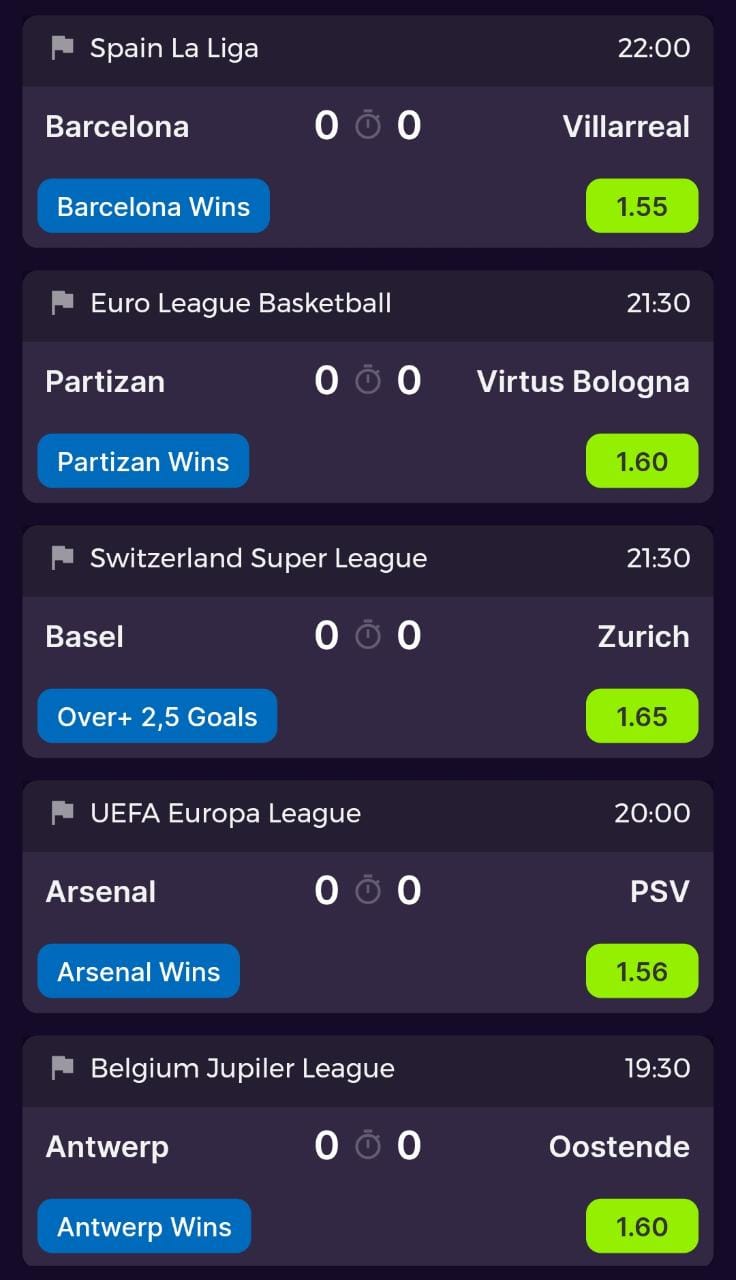 Spain La Liga 22:00
Barcelona 0 0 Villarreal
Barcelona Wins 1.55
Euro League Basketball 21:30
Partizan 0 0 Virtus Bologna
Partizan Wins 1.60
Switzerland Super League 21:30
Basel 0 0 Zurich
Over+ 2,5 Goals 1.65
UEFA Europa League 20:00
Arsenal 0 0 PSV
Arsenal Wins 1.56
Belgium Jupiler League 19:30
Antwerp 0 0 Oostende
Antwerp Wins 1.60